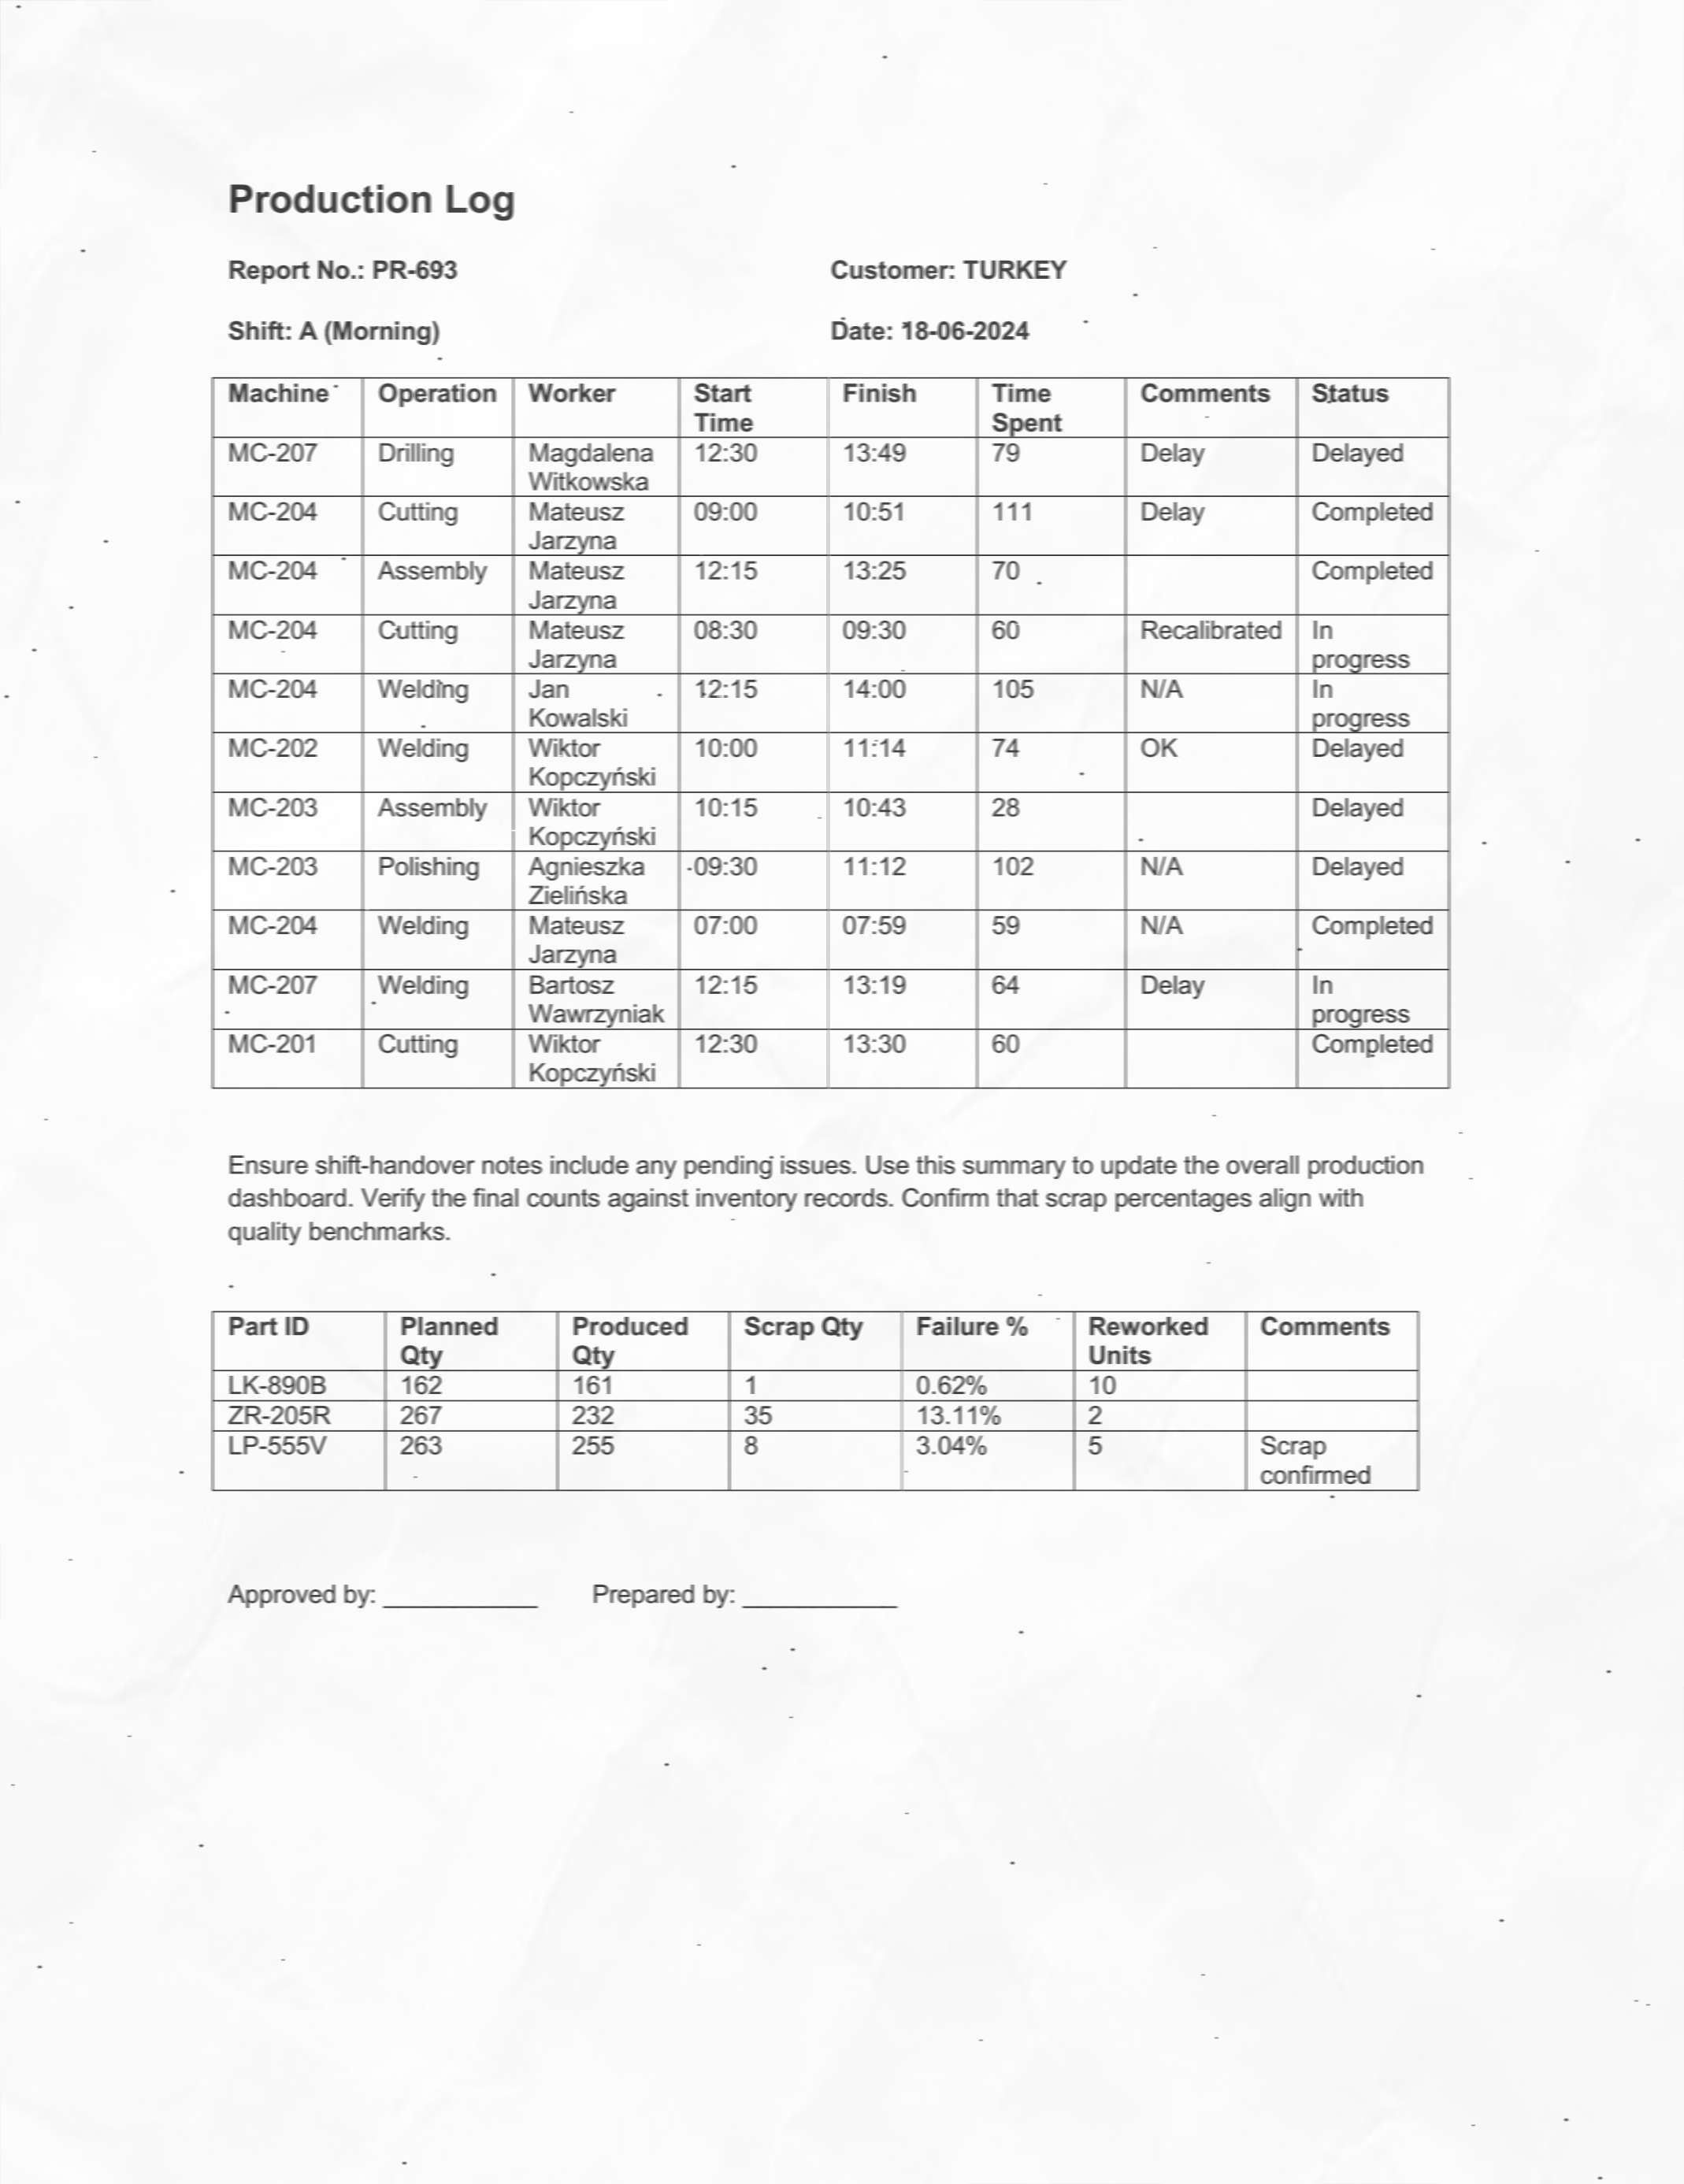 Production Log
Report No.: PR-693 Customer: TURKEY
Shift: A (Morning) Date: 18-06-2024
Machine Operation Worker Start Time Finish Time Spent Comments Status
MC-207 Drilling Magdalena Witkowska 12:30 13:49 79 Delay Delayed
MC-204 Cutting Mateusz Jarzyna 09:00 10:51 111 Delay Completed
MC-204 Assembly Mateusz Jarzyna 12:15 13:25 70 Completed
MC-204 Cutting Mateusz Jarzyna 08:30 09:30 60 Recalibrated In progress
MC-204 Welding Jan Kowalski 12:15 14:00 105 N/A In progress
MC-202 Welding Wiktor Kopczyński 10:00 11:14 74 OK Delayed
MC-203 Assembly Wiktor Kopczyński 10:15 10:43 28 Delayed
MC-203 Polishing Agnieszka Zielińska 09:30 11:12 102 N/A Delayed
MC-204 Welding Mateusz Jarzyna 07:00 07:59 59 N/A Completed
MC-207 Welding Bartosz Wawrzyniak 12:15 13:19 64 Delay In progress
MC-201 Cutting Wiktor Kopczyński 12:30 13:30 60 Completed
Ensure shift-handover notes include any pending issues. Use this summary to update the overall production
dashboard. Verify the final counts against inventory records. Confirm that scrap percentages align with
quality benchmarks.
Part ID Planned Qty Produced Qty Scrap Qty Failure % Reworked Units Comments
LK-890B 162 161 1 0.62% 10
ZR-205R 267 232 35 13.11% 2
LP-555V 263 255 8 3.04% 5 Scrap confirmed
Approved by: ___________ Prepared by: ___________